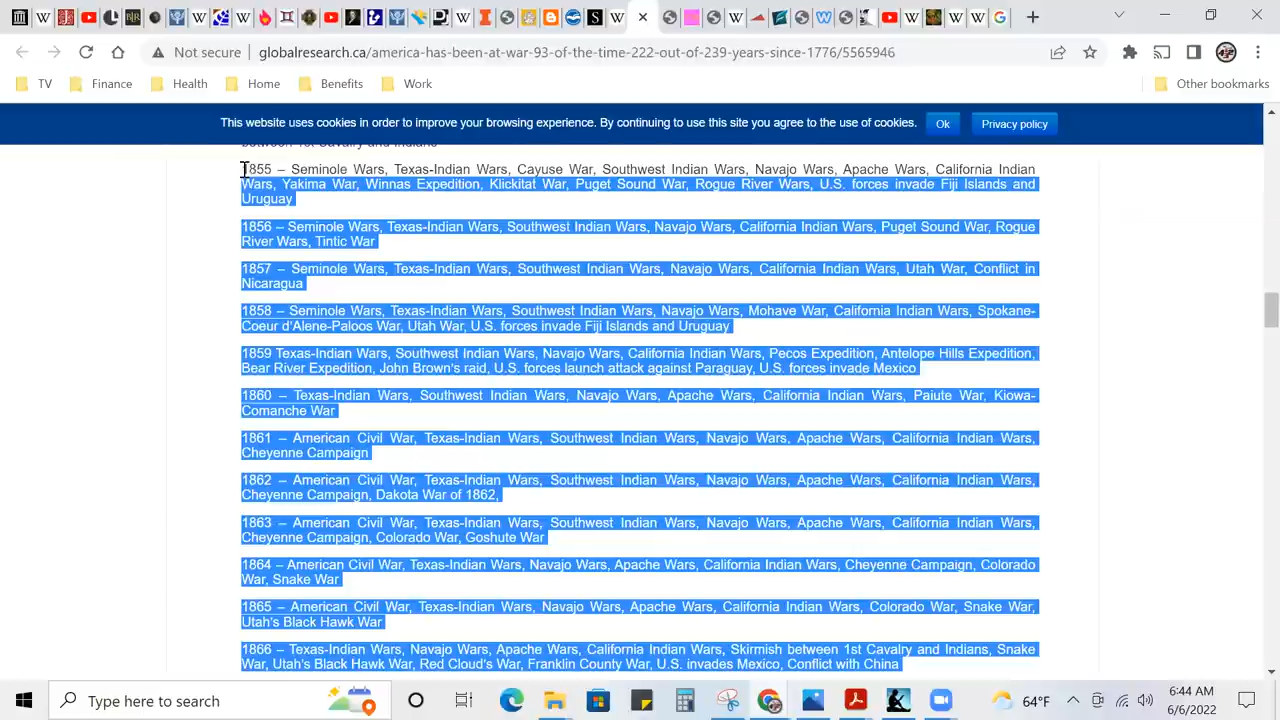 Not secure
globalresearch.ca/america-has-been-at-war-93-of-the-time-222-out-of-239-years-since-1776/5565946
TV Finance Health Home Benefits Work Other bookmarks
This website uses cookies in order to improve your browsing experience. By continuing to use this site you agree to the use of cookies. Ok Privacy policy
between 1st Cavalry and Indians
1855 – Seminole Wars, Texas-Indian Wars, Cayuse War, Southwest Indian Wars, Navajo Wars, Apache Wars, California Indian
Wars, Yakima War, Winnas Expedition, Klickitat War, Puget Sound War, Rogue River Wars, U.S. forces invade Fiji Islands and
Uruguay
1856 – Seminole Wars, Texas-Indian Wars, Southwest Indian Wars, Navajo Wars, California Indian Wars, Puget Sound War, Rogue
River Wars, Tintic War
1857 – Seminole Wars, Texas-Indian Wars, Southwest Indian Wars, Navajo Wars, California Indian Wars, Utah War, Conflict in
Nicaragua
1858 – Seminole Wars, Texas-Indian Wars, Southwest Indian Wars, Navajo Wars, Mohave War, California Indian Wars, Spokane-
Coeur d'Alene-Paloos War, Utah War, U.S. forces invade Fiji Islands and Uruguay
1859 Texas-Indian Wars, Southwest Indian Wars, Navajo Wars, California Indian Wars, Pecos Expedition, Antelope Hills Expedition,
Bear River Expedition, John Brown's raid, U.S. forces launch attack against Paraguay, U.S. forces invade Mexico
1860 – Texas-Indian Wars, Southwest Indian Wars, Navajo Wars, Apache Wars, California Indian Wars, Paiute War, Kiowa-
Comanche War
1861 – American Civil War, Texas-Indian Wars, Southwest Indian Wars, Navajo Wars, Apache Wars, California Indian Wars,
Cheyenne Campaign
1862 – American Civil War, Texas-Indian Wars, Southwest Indian Wars, Navajo Wars, Apache Wars, California Indian Wars,
Cheyenne Campaign, Dakota War of 1862,
1863 – American Civil War, Texas-Indian Wars, Southwest Indian Wars, Navajo Wars, Apache Wars, California Indian Wars,
Cheyenne Campaign, Colorado War, Goshute War
1864 – American Civil War, Texas-Indian Wars, Navajo Wars, Apache Wars, California Indian Wars, Cheyenne Campaign, Colorado
War, Snake War
1865 – American Civil War, Texas-Indian Wars, Navajo Wars, Apache Wars, California Indian Wars, Colorado War, Snake War,
Utah's Black Hawk War
1866 – Texas-Indian Wars, Navajo Wars, Apache Wars, California Indian Wars, Skirmish between 1st Cavalry and Indians, Snake
War, Utah's Black Hawk War, Red Cloud's War, Franklin County War, U.S. invades Mexico, Conflict with China
Type here to search
64°F
6:44 AM
6/6/2022